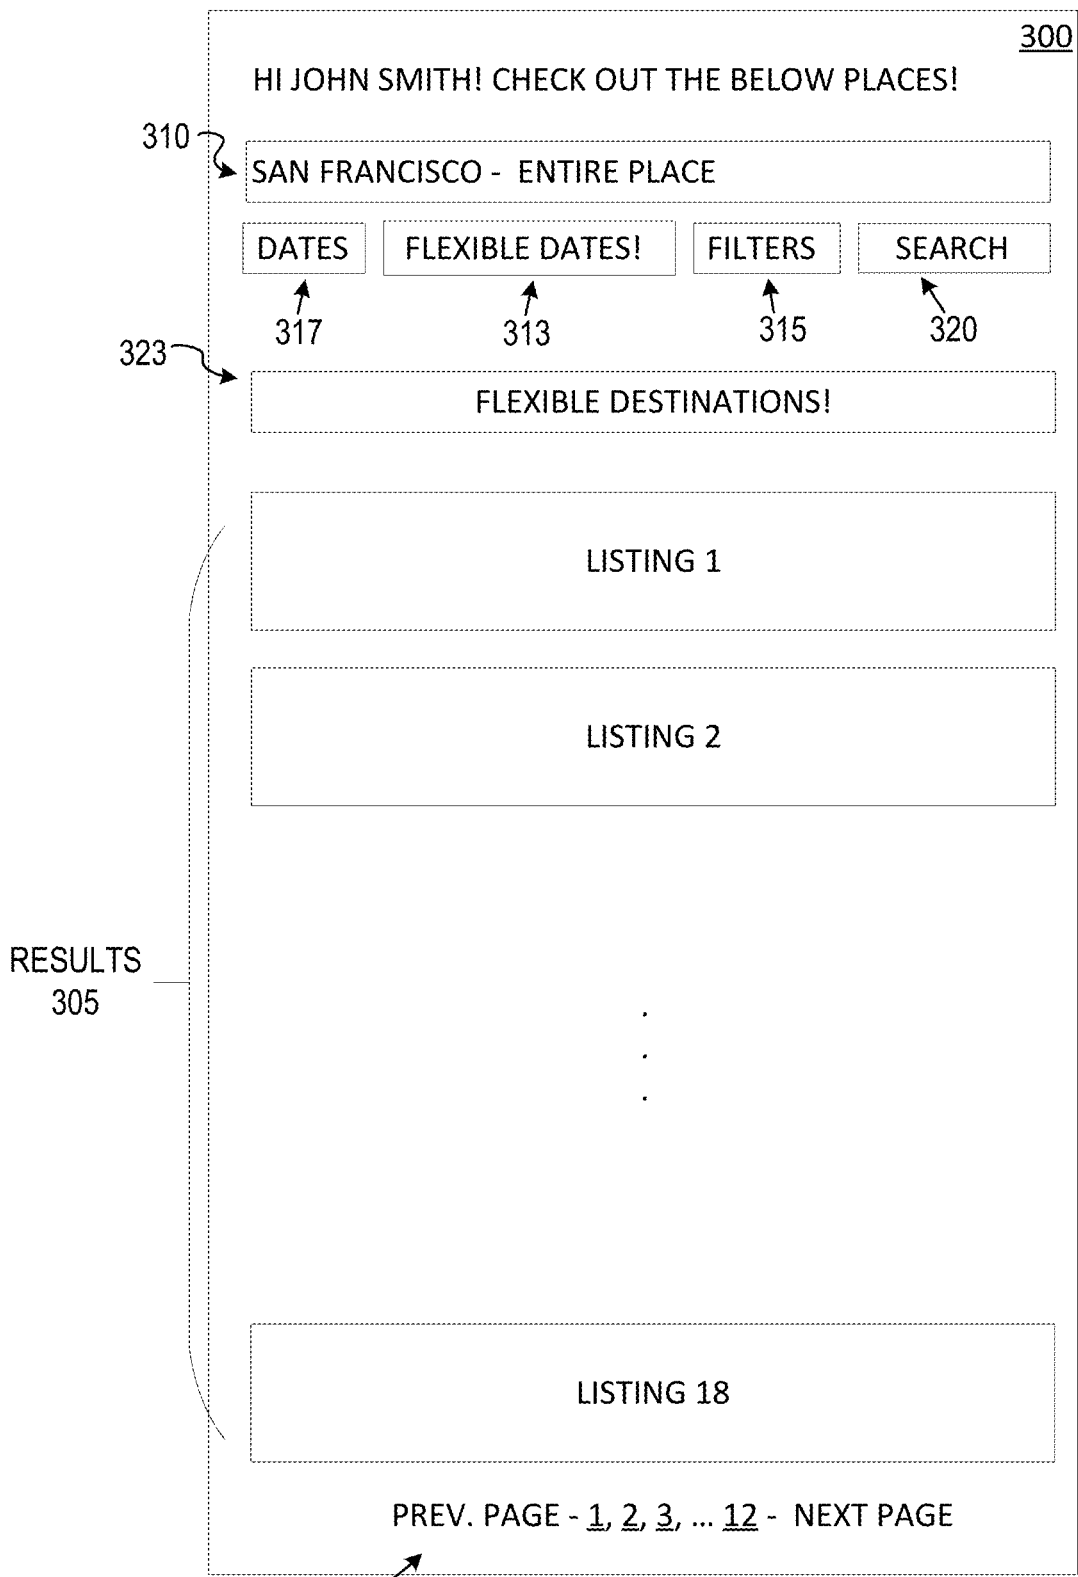 300
HI JOHN SMITH! CHECK OUT THE BELOW PLACES!
310
SAN FRANCISCO - ENTIRE PLACE
DATES FLEXIBLE DATES! FILTERS SEARCH
317 313 315 320
323
FLEXIBLE DESTINATIONS!
LISTING 1
LISTING 2
RESULTS
305
.
.
.
LISTING 18
PREV. PAGE - 1, 2, 3, ... 12 - NEXT PAGE